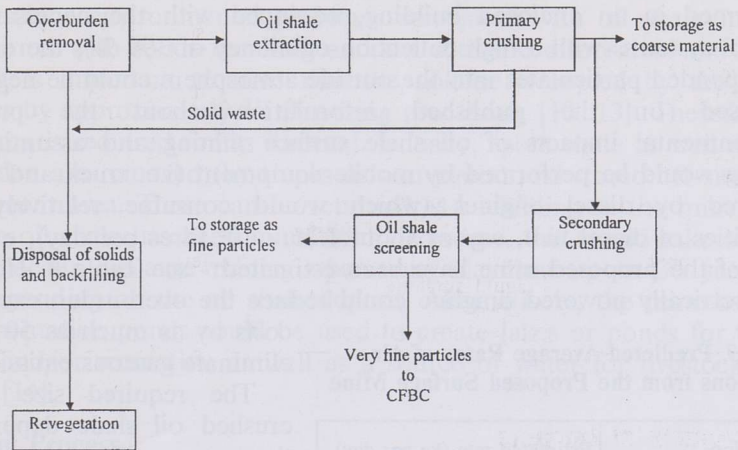 Overburden
removal
Oil shale
extraction
Primary
crushing
To storage as
coarse material
Solid waste
Disposal of solids
by backfilling
To storage as
fine particles
Oil shale
screening
Secondary
crushing
Very fine particles
to
CFBC
Revegetation